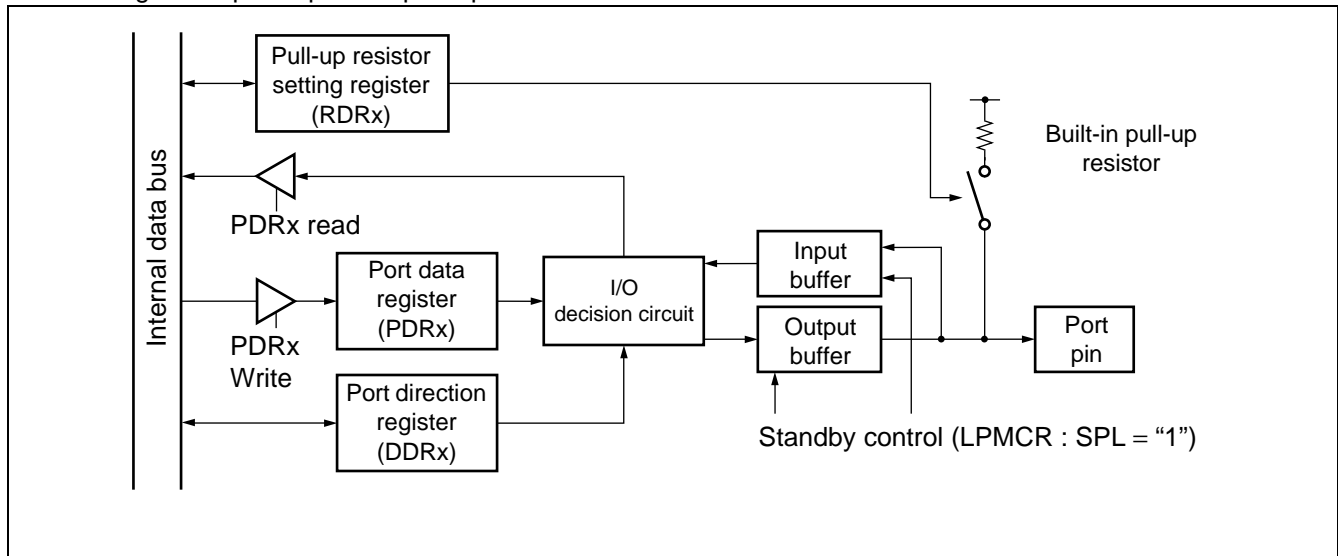 Pull-up resistor
setting register
(RDRx)
Built-in pull-up
resistor
Internal data bus
PDRx read
Port data
register
(PDRx)
I/O
decision circuit
Input
buffer
Output
buffer
Port
pin
PDRx
Write
Port direction
register
(DDRx)
Standby control (LPMCR : SPL = “1”)